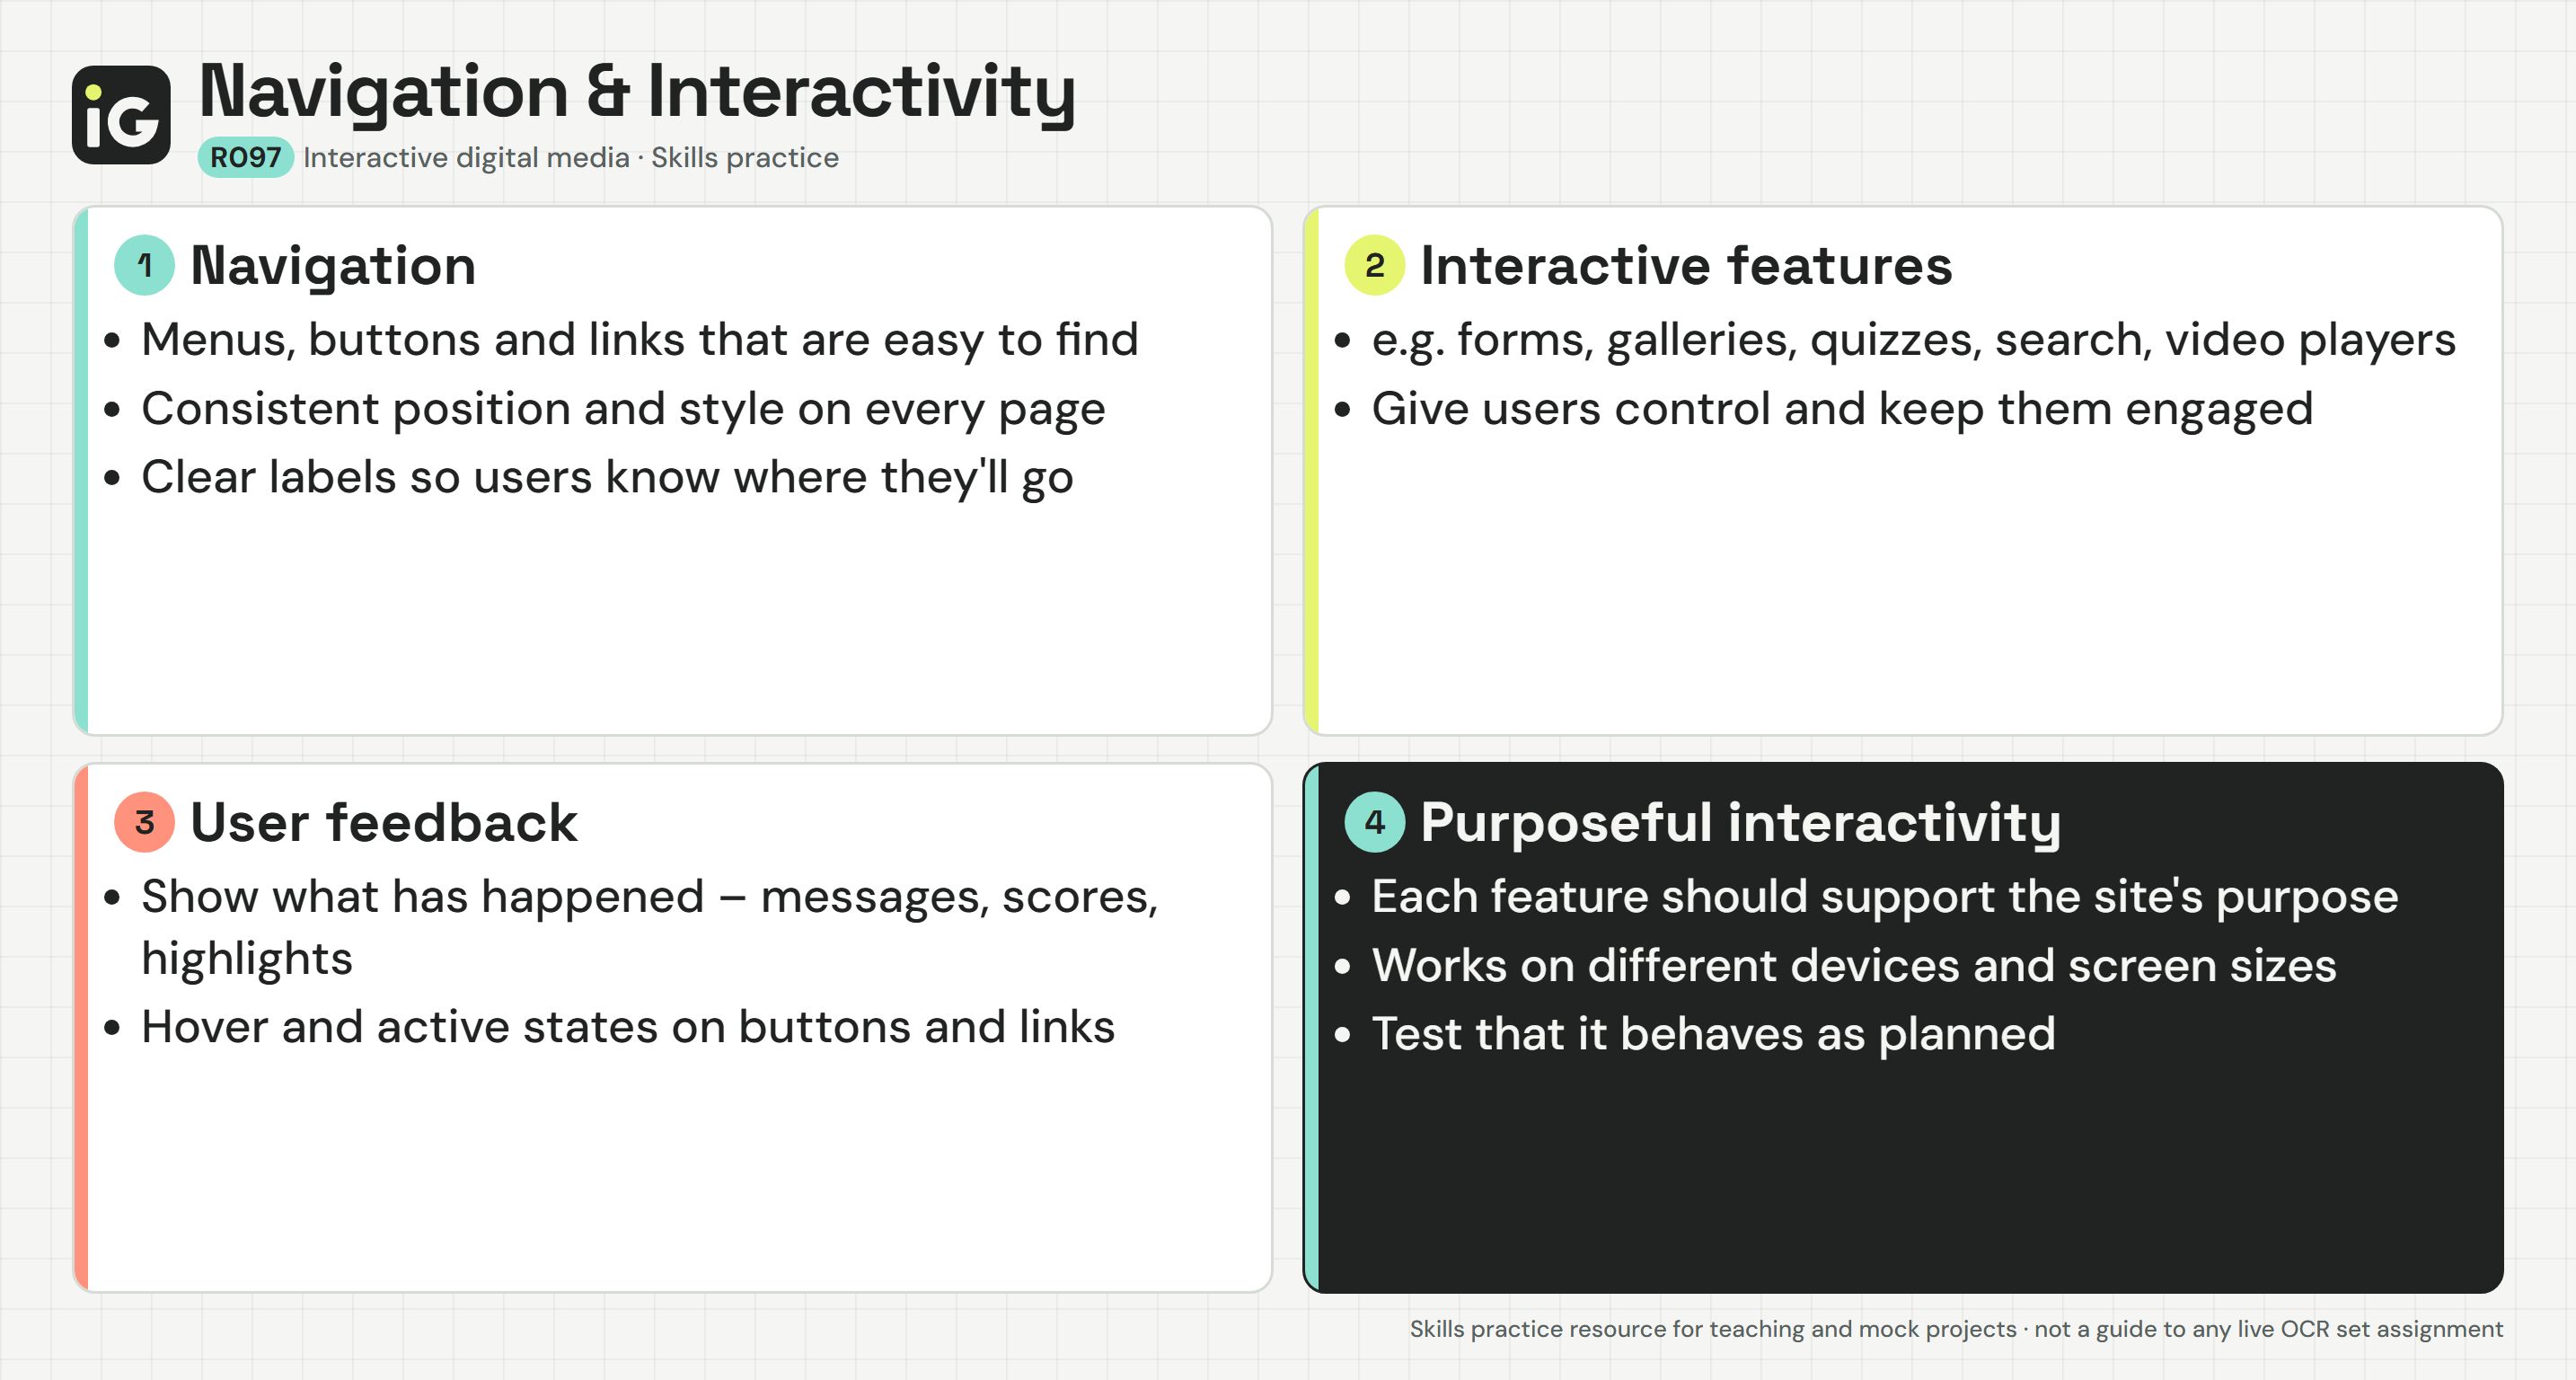 iG
Navigation & Interactivity
R097 Interactive digital media · Skills practice
1 Navigation
• Menus, buttons and links that are easy to find
• Consistent position and style on every page
• Clear labels so users know where they'll go
2 Interactive features
• e.g. forms, galleries, quizzes, search, video players
• Give users control and keep them engaged
3 User feedback
• Show what has happened – messages, scores,
highlights
• Hover and active states on buttons and links
4 Purposeful interactivity
• Each feature should support the site's purpose
• Works on different devices and screen sizes
• Test that it behaves as planned
Skills practice resource for teaching and mock projects · not a guide to any live OCR set assignment